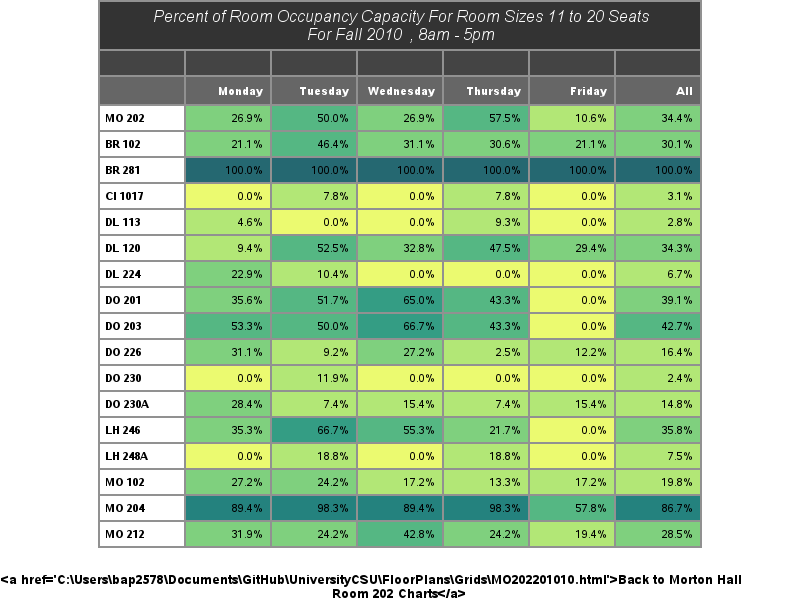 Percent of Room Occupancy Capacity For Room Sizes 11 to 20 Seats
For Fall 2010 , 8am - 5pm
Monday Tuesday Wednesday Thursday Friday All
MO 202 26.9% 50.0% 26.9% 57.5% 10.6% 34.4%
BR 102 21.1% 46.4% 31.1% 30.6% 21.1% 30.1%
BR 281 100.0% 100.0% 100.0% 100.0% 100.0% 100.0%
CI 1017 0.0% 7.8% 0.0% 7.8% 0.0% 3.1%
DL 113 4.6% 0.0% 0.0% 9.3% 0.0% 2.8%
DL 120 9.4% 52.5% 32.8% 47.5% 29.4% 34.3%
DL 224 22.9% 10.4% 0.0% 0.0% 0.0% 6.7%
DO 201 35.6% 51.7% 65.0% 43.3% 0.0% 39.1%
DO 203 53.3% 50.0% 66.7% 43.3% 0.0% 42.7%
DO 226 31.1% 9.2% 27.2% 2.5% 12.2% 16.4%
DO 230 0.0% 11.9% 0.0% 0.0% 0.0% 2.4%
DO 230A 28.4% 7.4% 15.4% 7.4% 15.4% 14.8%
LH 246 35.3% 66.7% 55.3% 21.7% 0.0% 35.8%
LH 248A 0.0% 18.8% 0.0% 18.8% 0.0% 7.5%
MO 102 27.2% 24.2% 17.2% 13.3% 17.2% 19.8%
MO 204 89.4% 98.3% 89.4% 98.3% 57.8% 86.7%
MO 212 31.9% 24.2% 42.8% 24.2% 19.4% 28.5%
<a href='C:\Users\bap2578\Documents\GitHub\UniversityCSU\FloorPlans\Grids\MO202201010.html'>Back to Morton Hall
Room 202 Charts</a>